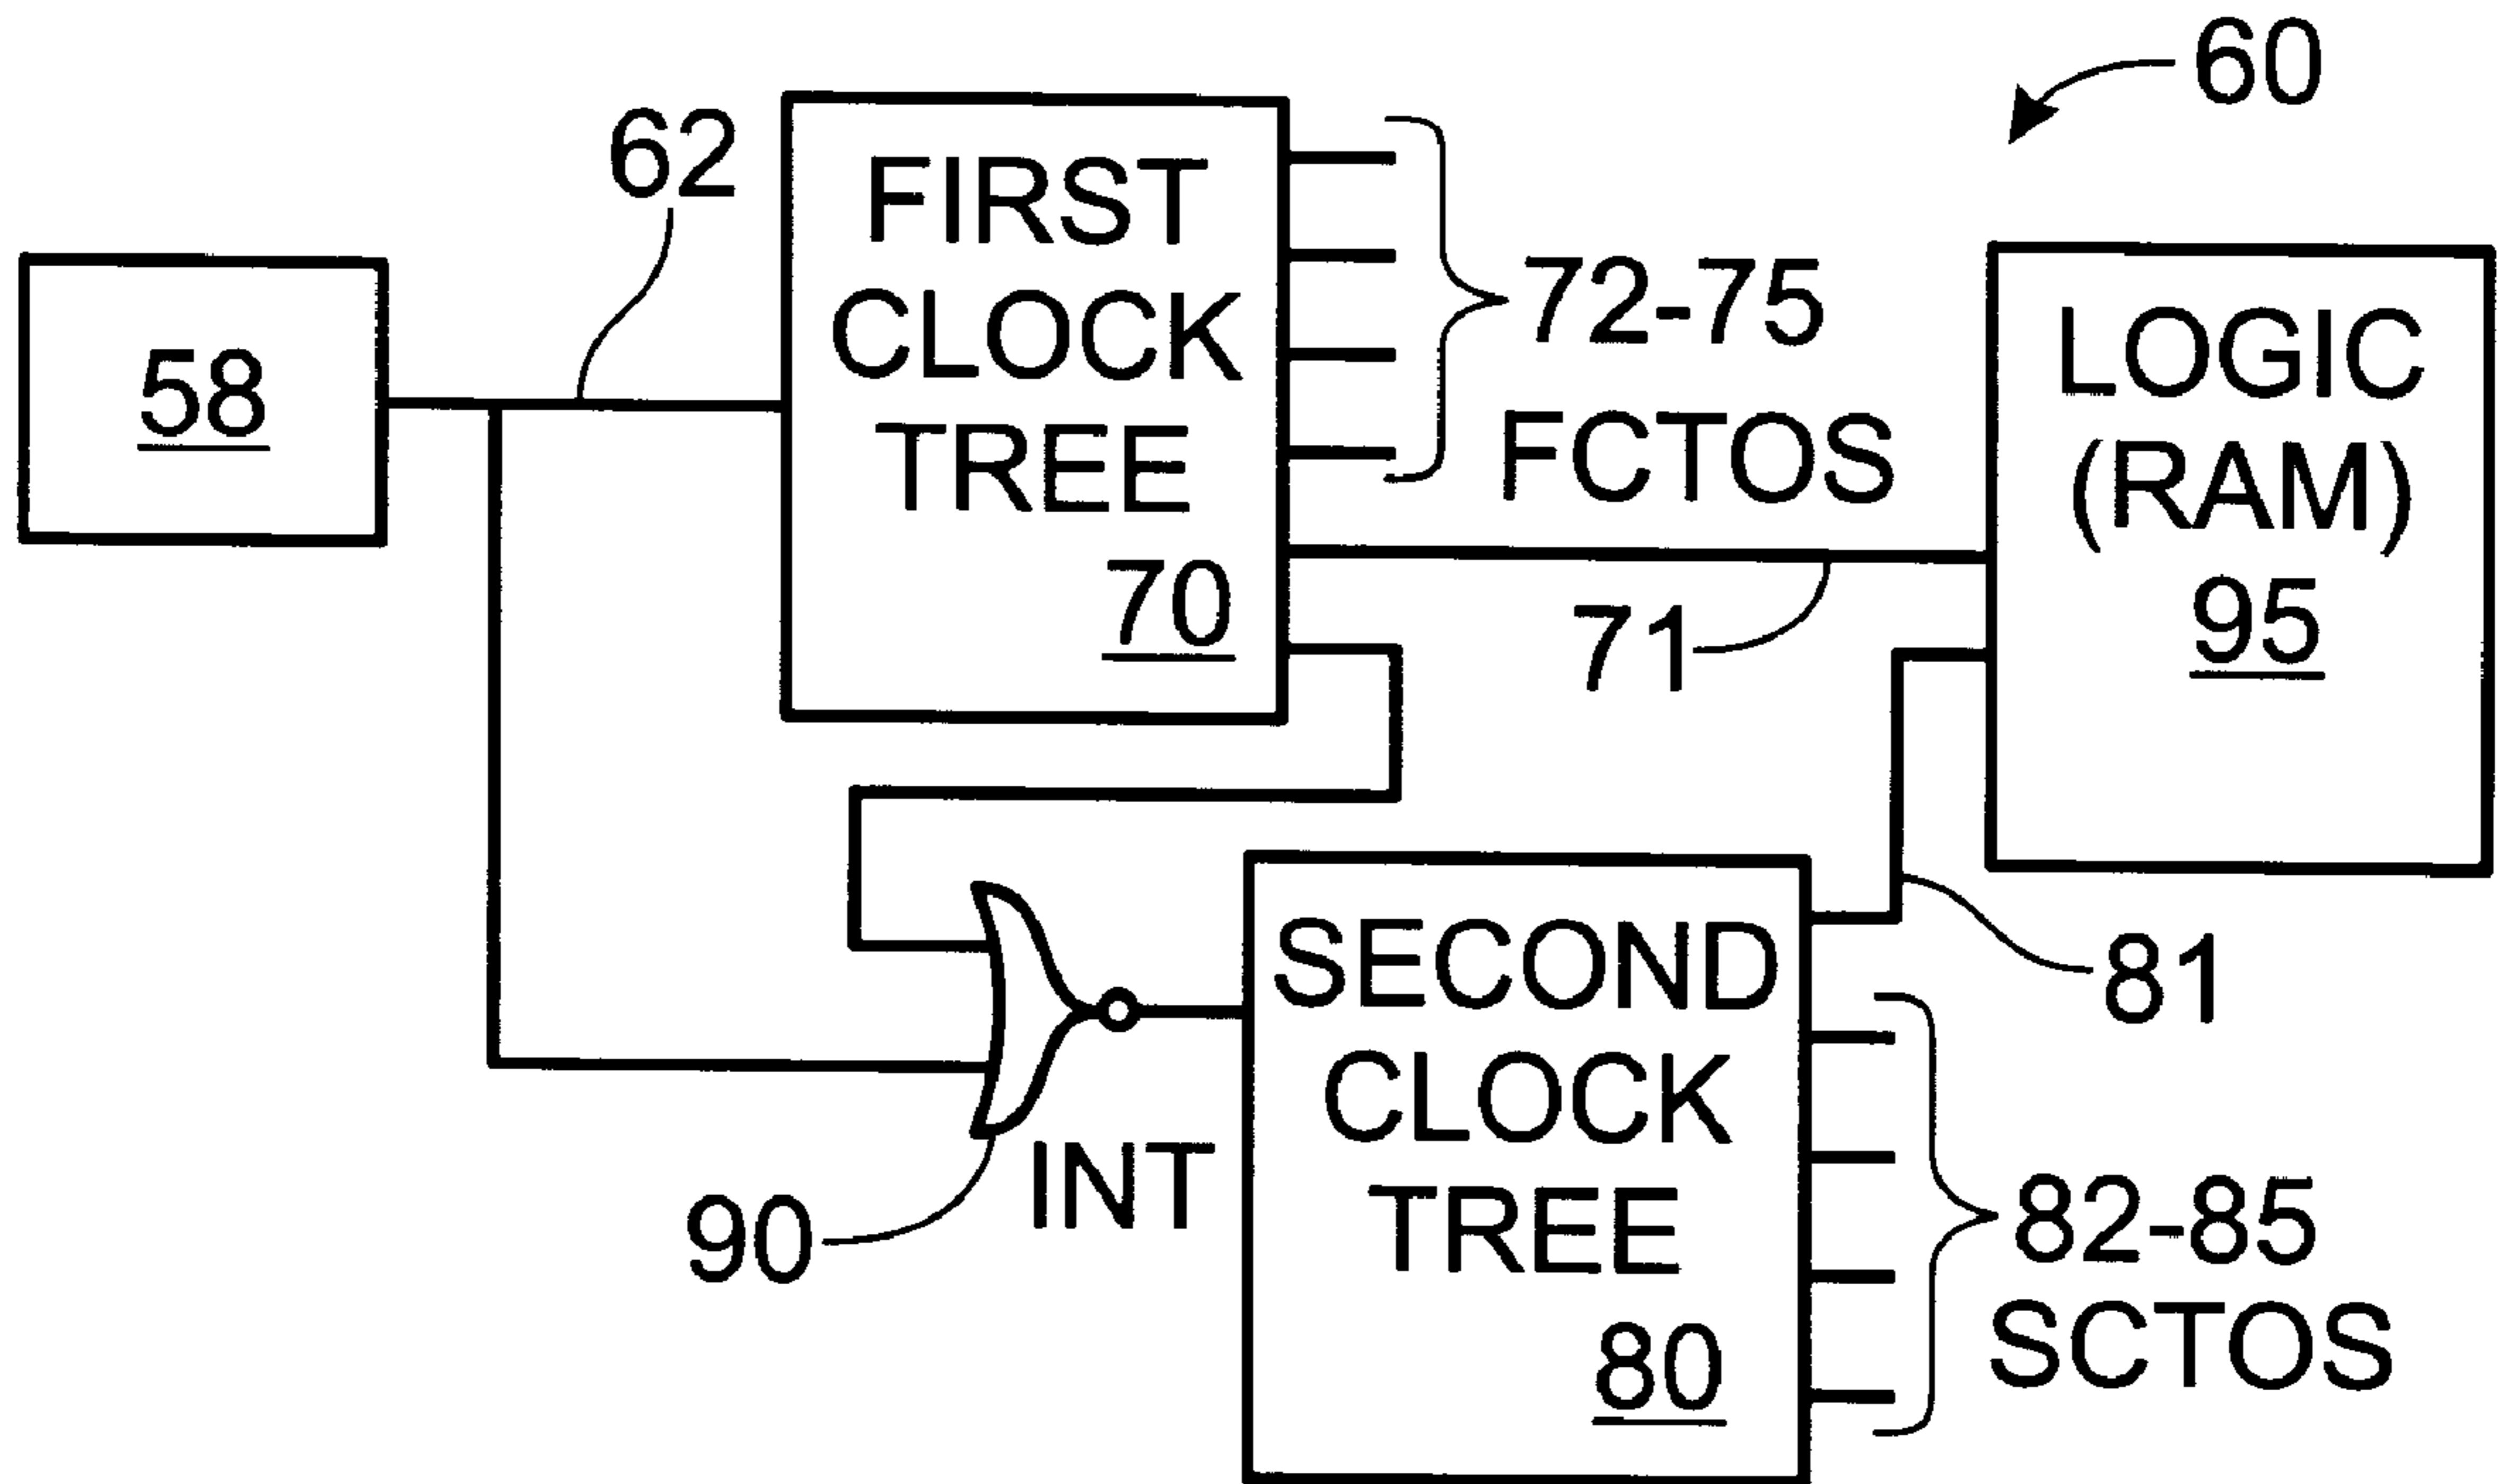 60
62
FIRST
CLOCK
TREE
70
58
72-75
FCTOS
LOGIC
(RAM)
95
71
SECOND
CLOCK
TREE
80
81
INT
90
82-85
SCTOS